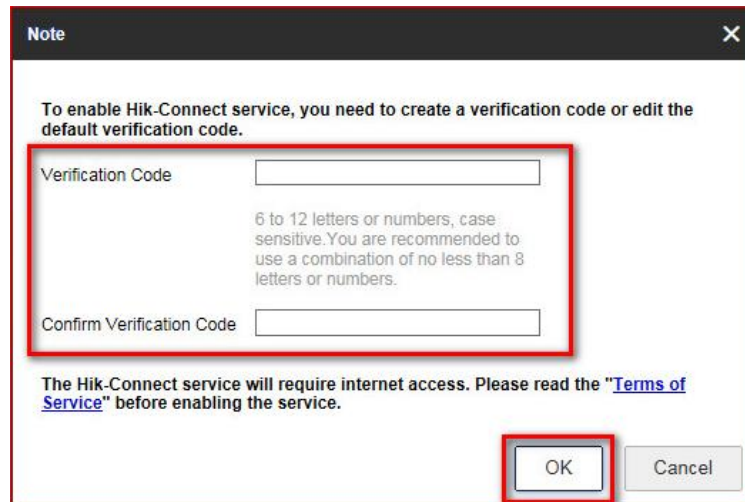 Note
To enable Hik-Connect service, you need to create a verification code or edit the
default verification code.
Verification Code
6 to 12 letters or numbers, case
sensitive.You are recommended to
use a combination of no less than 8
letters or numbers.
Confirm Verification Code
The Hik-Connect service will require internet access. Please read the "Terms of
Service" before enabling the service.
OK Cancel